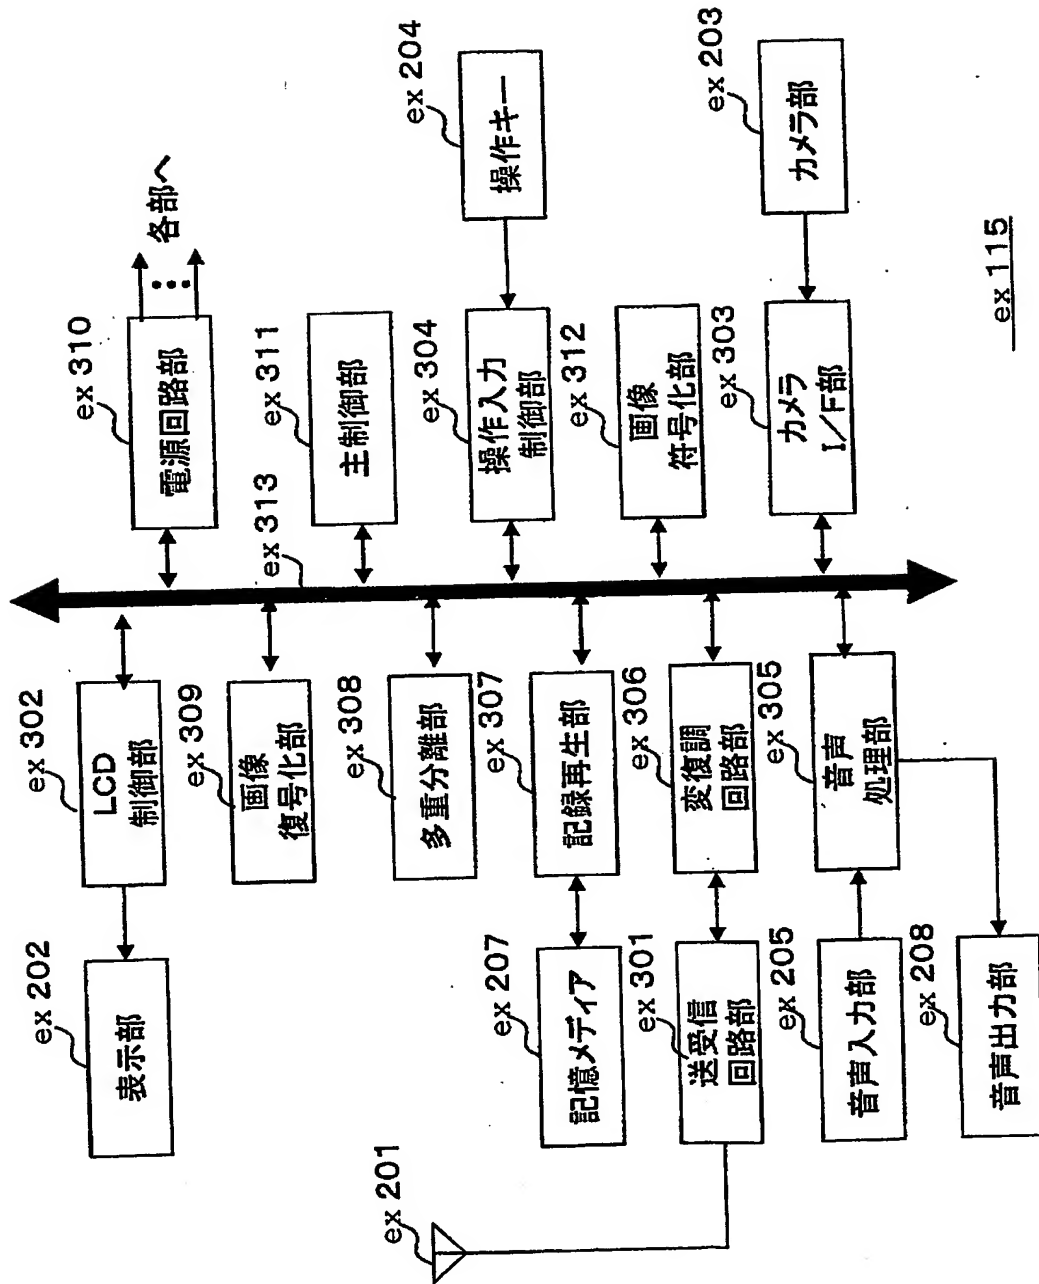 ex 201
ex 202
表示部
ex 302
LCD
制御部
ex 309
画像
復号化部
ex 308
多重分離部
ex 207
記憶メディア
ex 307
記録再生部
ex 301
送受信
回路部
ex 306
変復調
回路部
ex 205
音声入力部
ex 305
音声
処理部
ex 208
音声出力部
ex 313
ex 310
電源回路部
各部へ
ex 311
主制御部
ex 304
操作入力
制御部
ex 204
操作キー
ex 312
画像
符号化部
ex 303
カメラ
I/F部
ex 203
カメラ部
ex 115